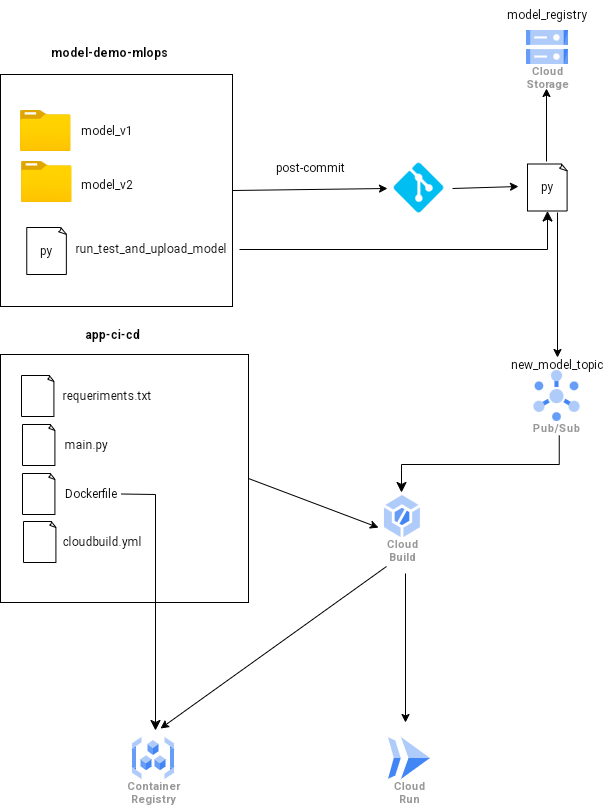 model_registry
Cloud
Storage
model-demo-mlops
model_v1
model_v2
post-commit
py
py
run_test_and_upload_model
app-ci-cd
new_model_topic
Pub/Sub
requeriments.txt
main.py
Dockerfile
cloudbuild.yml
Cloud
Build
Container
Registry
Cloud
Run